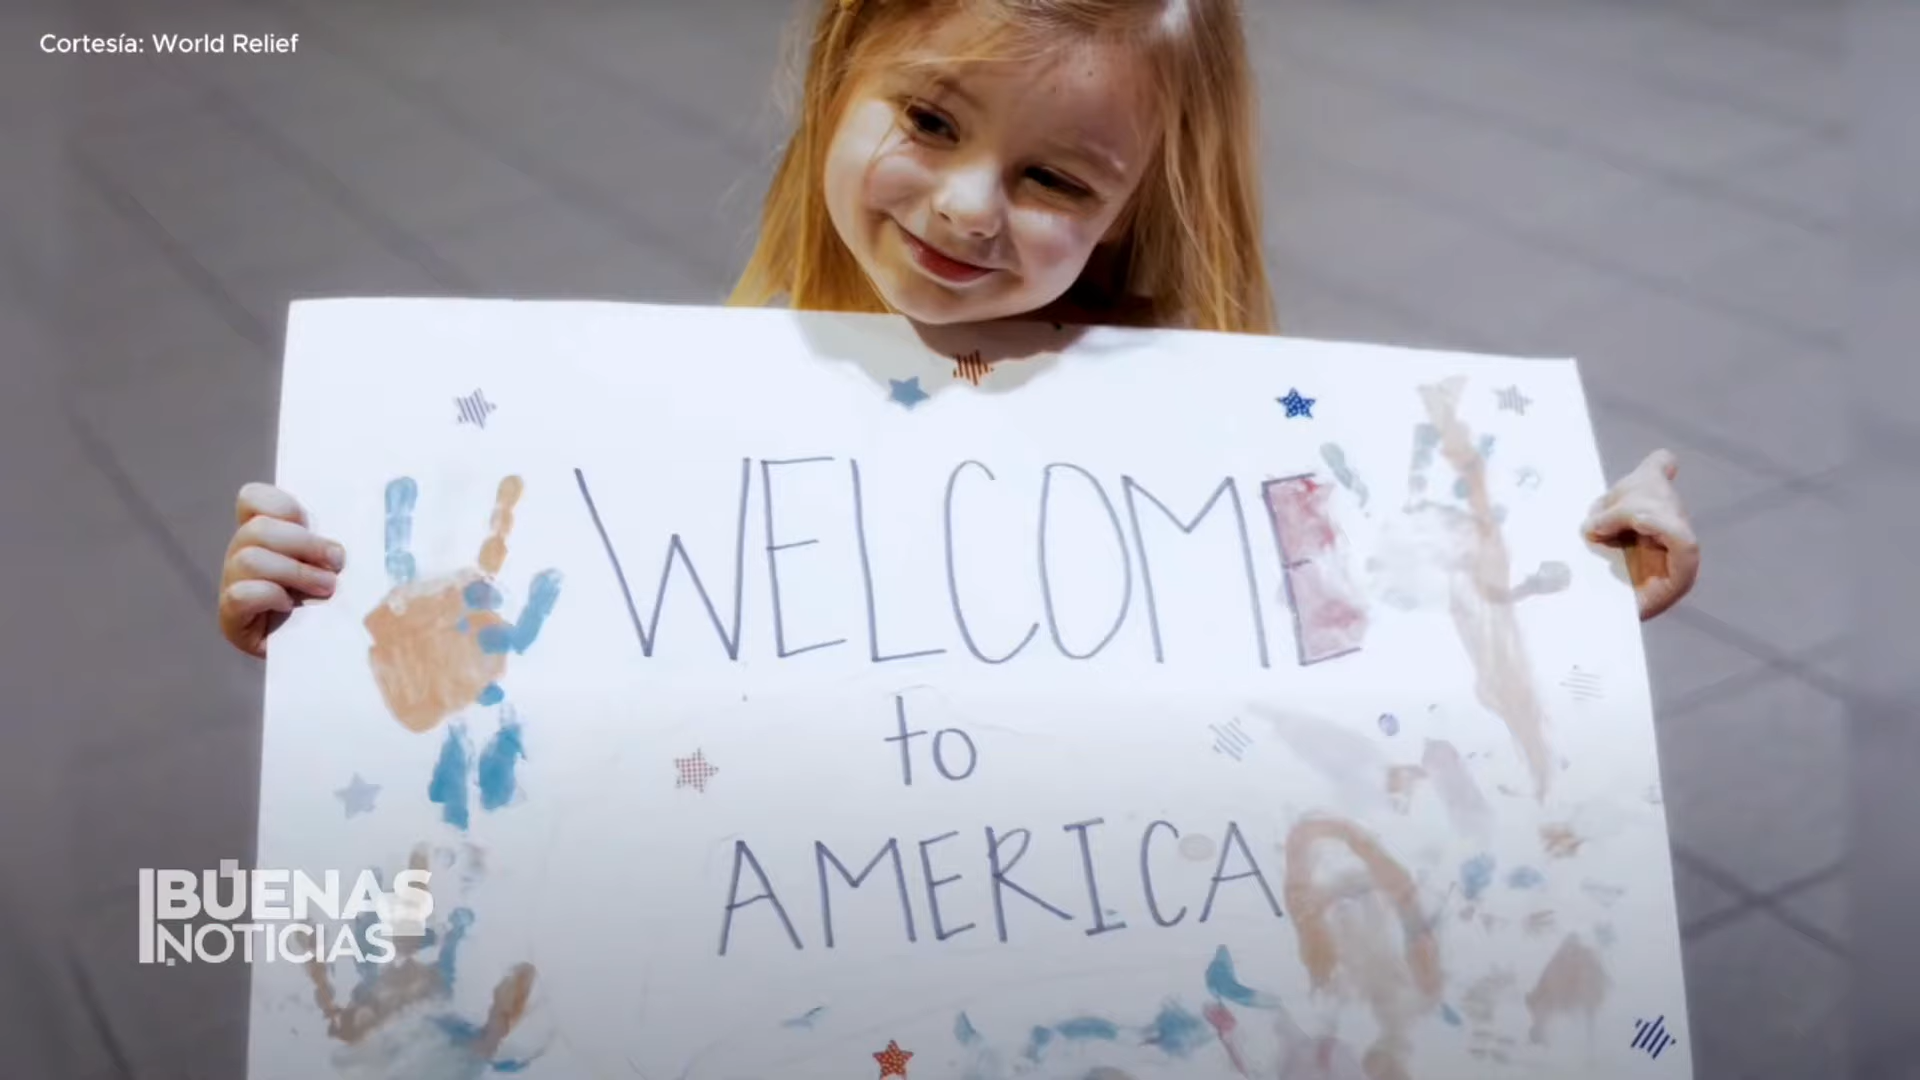 Cortesía: World Relief
WELCOME
to
AMERICA
BUENAS
NOTICIAS